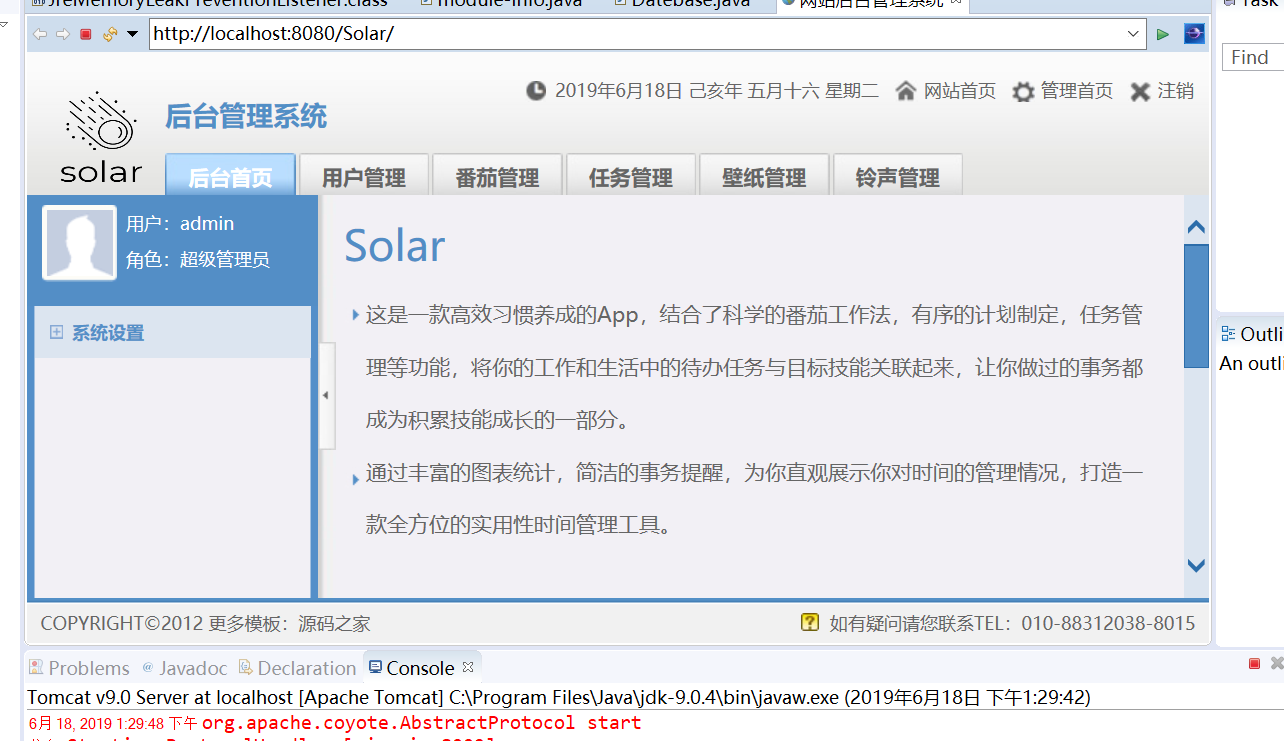 JreMemoryLeakPreventionListener.class module-info.java Datebase.java 网站后台管理系统 Task
http://localhost:8080/Solar/
Find
2019年6月18日 己亥年 五月十六 星期二 网站首页 管理首页 注销
后台管理系统
solar
后台首页 用户管理 番茄管理 任务管理 壁纸管理 铃声管理
用户：admin
角色：超级管理员
系统设置
Solar
这是一款高效习惯养成的App，结合了科学的番茄工作法，有序的计划制定，任务管
理等功能，将你的工作和生活中的待办任务与目标技能关联起来，让你做过的事务都
成为积累技能成长的一部分。
通过丰富的图表统计，简洁的事务提醒，为你直观展示你对时间的管理情况，打造一
款全方位的实用性时间管理工具。
Outli
An outli
COPYRIGHT©2012 更多模板：源码之家 如有疑问请您联系TEL：010-88312038-8015
Problems @ Javadoc Declaration Console
Tomcat v9.0 Server at localhost [Apache Tomcat] C:\Program Files\Java\jdk-9.0.4\bin\javaw.exe (2019年6月18日 下午1:29:42)
6月 18, 2019 1:29:48 下午 org.apache.coyote.AbstractProtocol start